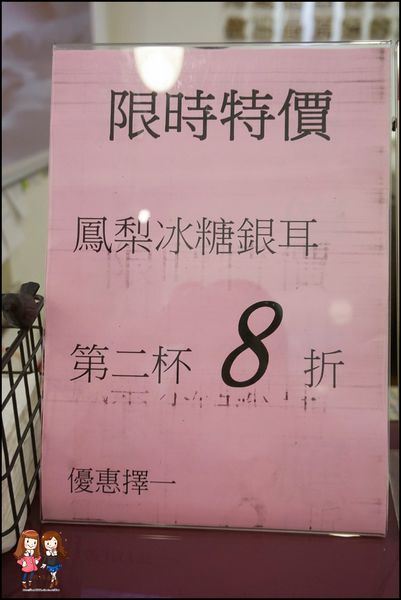 限時特價
鳳梨冰糖銀耳
第二杯 8 折
優惠擇一